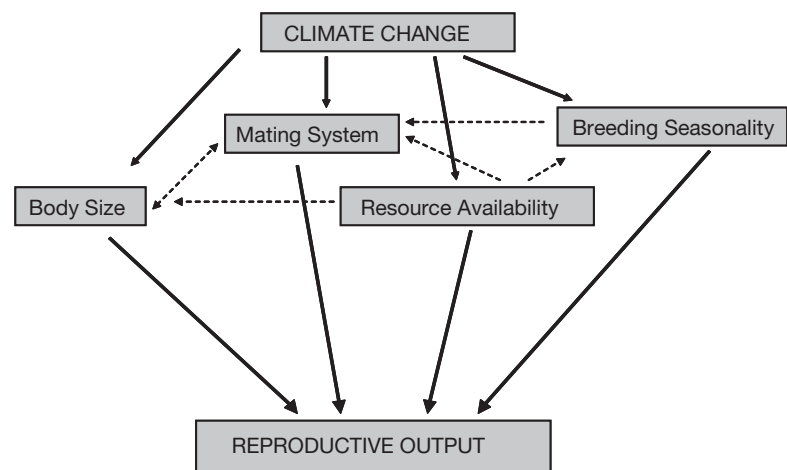 CLIMATE CHANGE
Mating System
Breeding Seasonality
Body Size
Resource Availability
REPRODUCTIVE OUTPUT